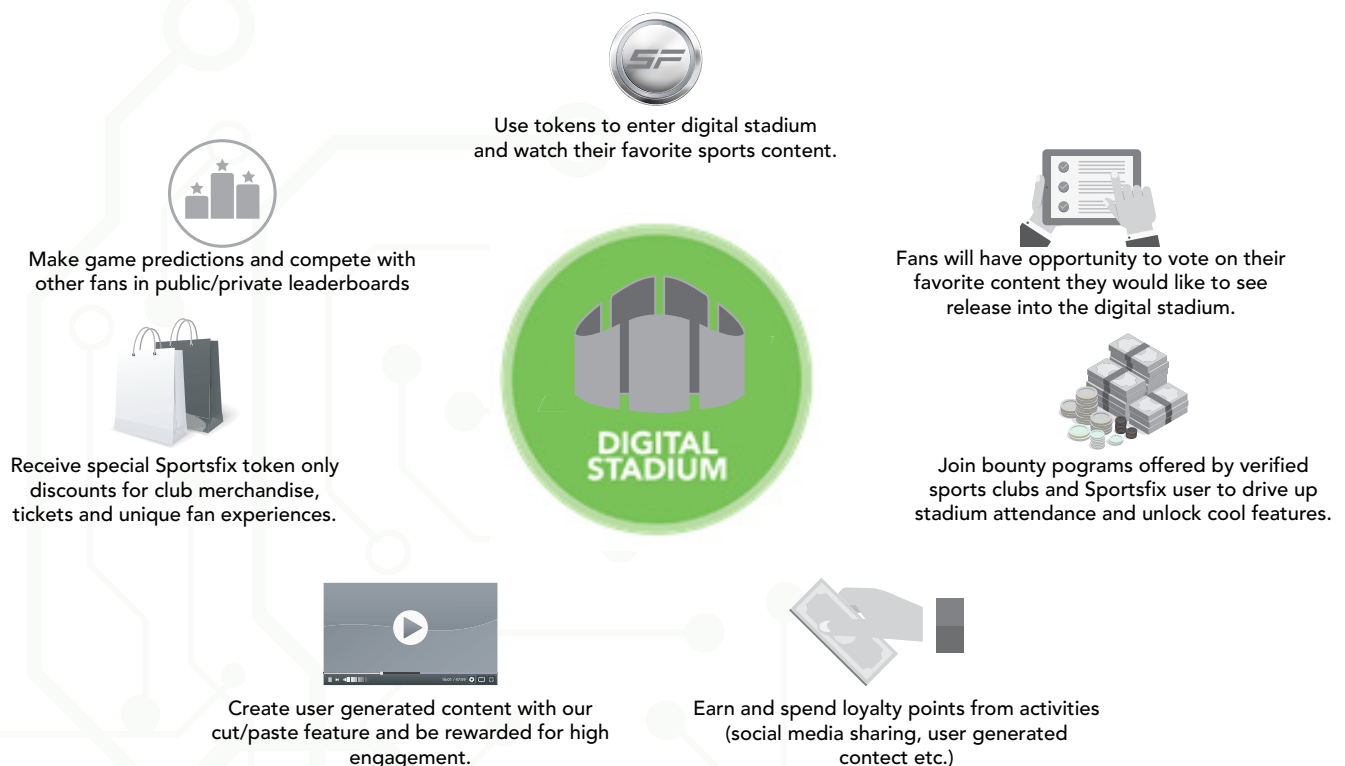 SF
Use tokens to enter digital stadium
and watch their favorite sports content.
Make game predictions and compete with
other fans in public/private leaderboards
Fans will have opportunity to vote on their
favorite content they would like to see
release into the digital stadium.
Receive special Sportsfix token only
discounts for club merchandise,
tickets and unique fan experiences.
DIGITAL
STADIUM
Join bounty pograms offered by verified
sports clubs and Sportsfix user to drive up
stadium attendance and unlock cool features.
Create user generated content with our
cut/paste feature and be rewarded for high
engagement.
Earn and spend loyalty points from activities
(social media sharing, user generated
contect etc.)